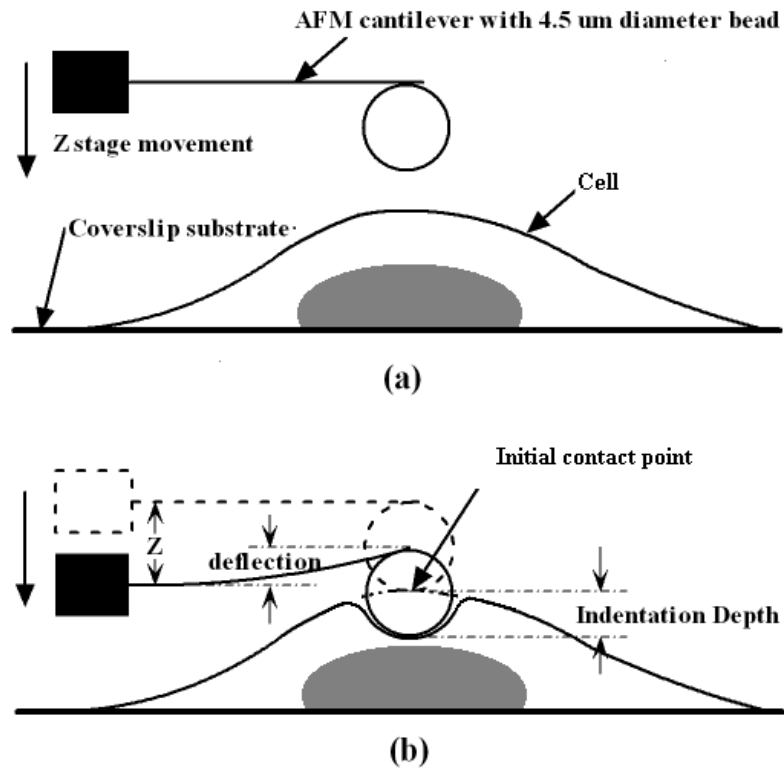 AFM cantilever with 4.5 um diameter bead
Z stage movement
Cell
Coverslip substrate
(a)
Initial contact point
Z
deflection
Indentation Depth
(b)